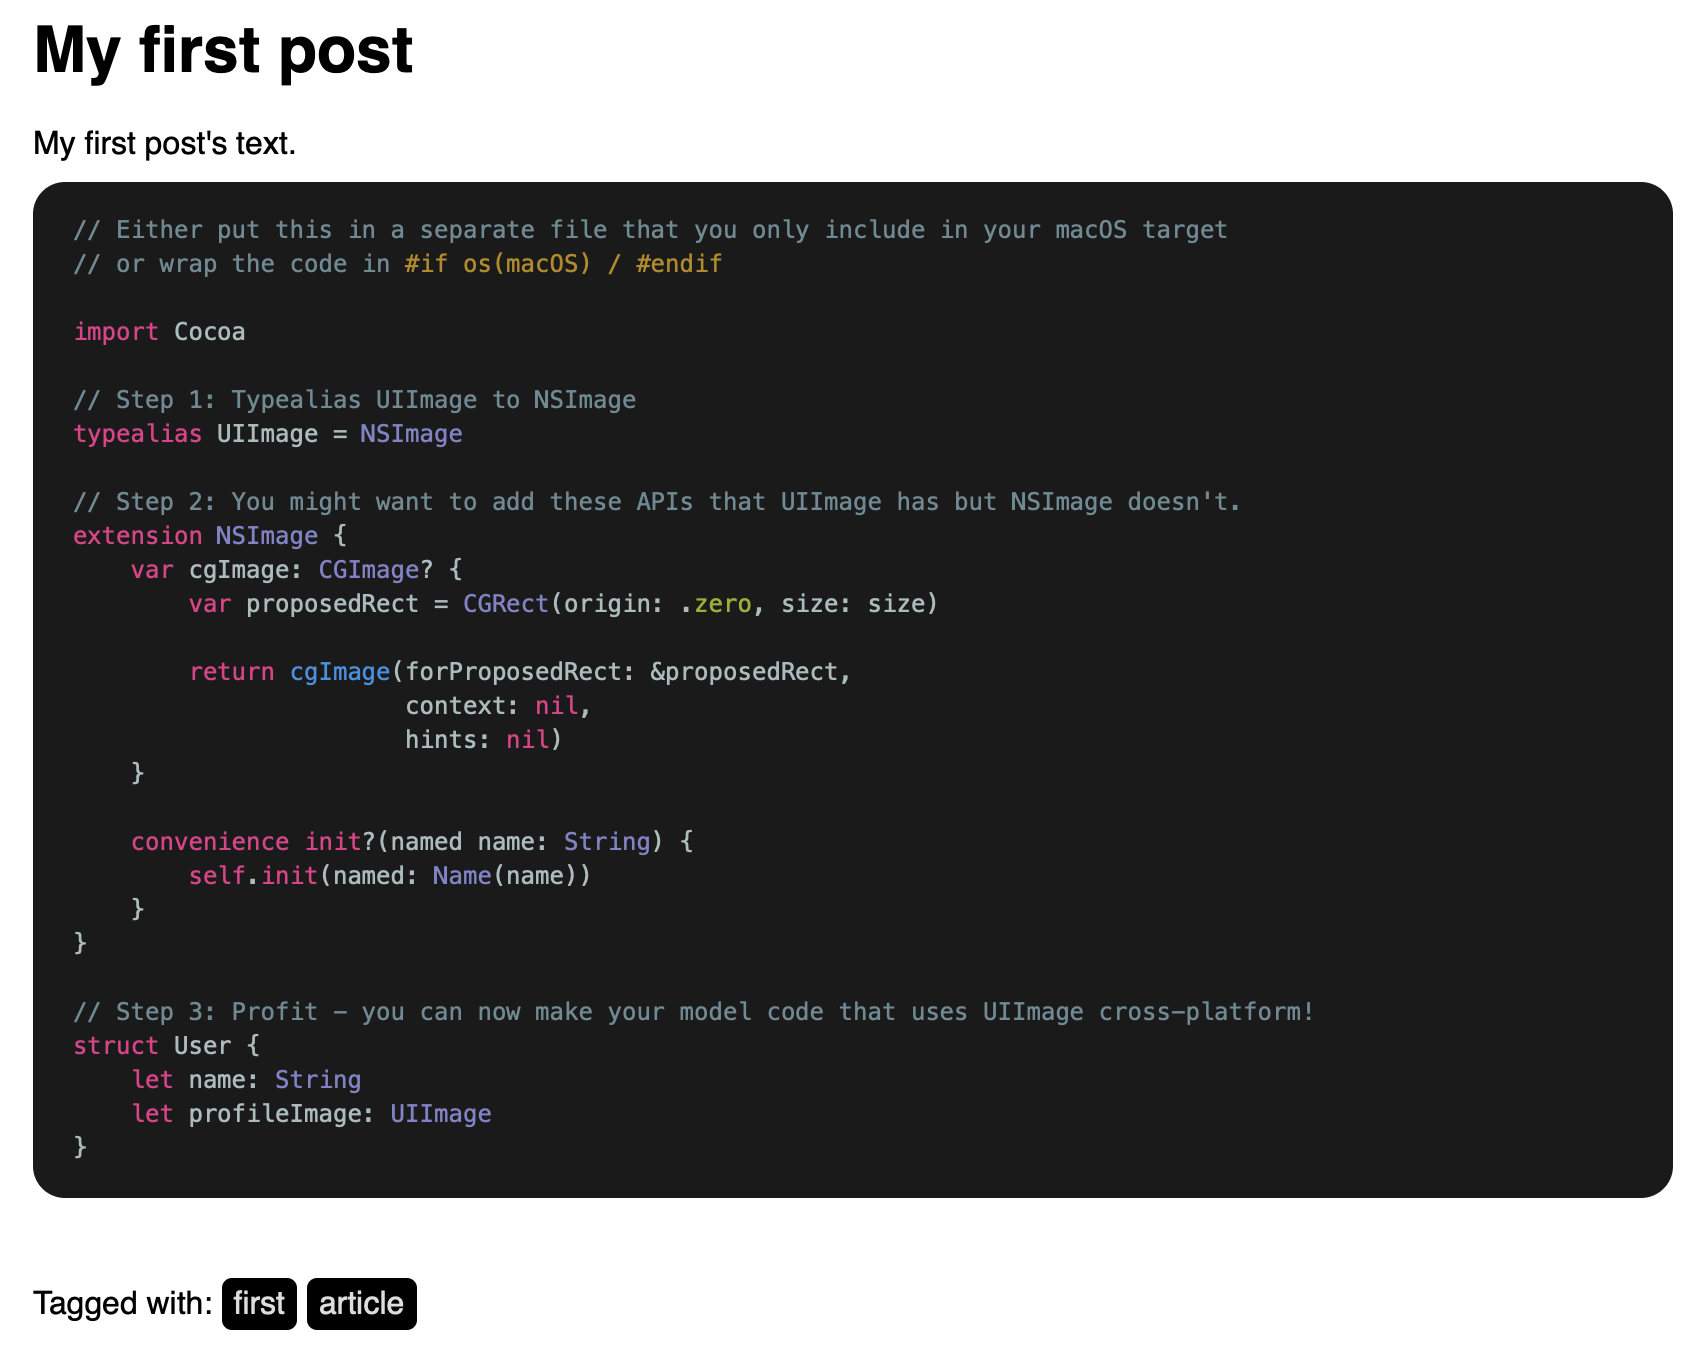 My first post
My first post's text.
// Either put this in a separate file that you only include in your macOS target
// or wrap the code in #if os(macOS) / #endif
import Cocoa
// Step 1: Typealias UIImage to NSImage
typealias UIImage = NSImage
// Step 2: You might want to add these APIs that UIImage has but NSImage doesn't.
extension NSImage {
    var cgImage: CGImage? {
        var proposedRect = CGRect(origin: .zero, size: size)
        return cgImage(forProposedRect: &proposedRect,
                       context: nil,
                       hints: nil)
    }
    convenience init?(named name: String) {
        self.init(named: Name(name))
    }
}
// Step 3: Profit - you can now make your model code that uses UIImage cross-platform!
struct User {
    let name: String
    let profileImage: UIImage
}
Tagged with: first article